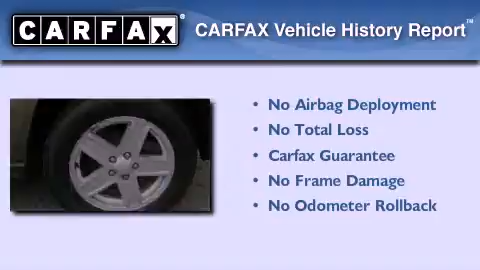 CARFAX® CARFAX Vehicle History Report™
• No Airbag Deployment
• No Total Loss
• Carfax Guarantee
• No Frame Damage
• No Odometer Rollback